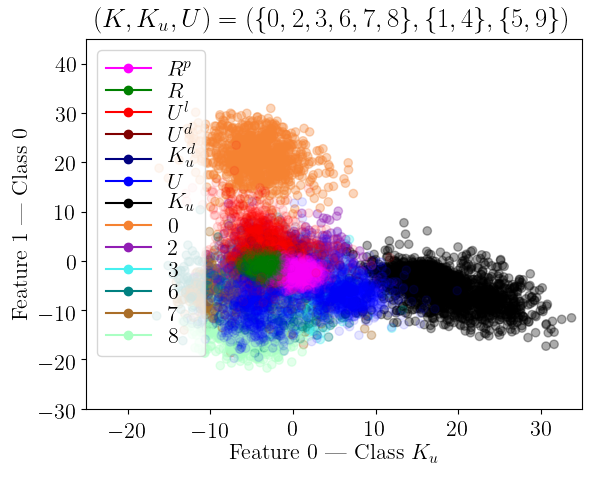 (K, K_u, U) = ({0, 2, 3, 6, 7, 8}, {1, 4}, {5, 9})
Feature 1 — Class 0
40
30
20
10
0
−10
−20
−30
R^p
R
U^l
U^d
K_u^d
U
K_u
0
2
3
6
7
8
−20 −10 0 10 20 30
Feature 0 — Class K_u